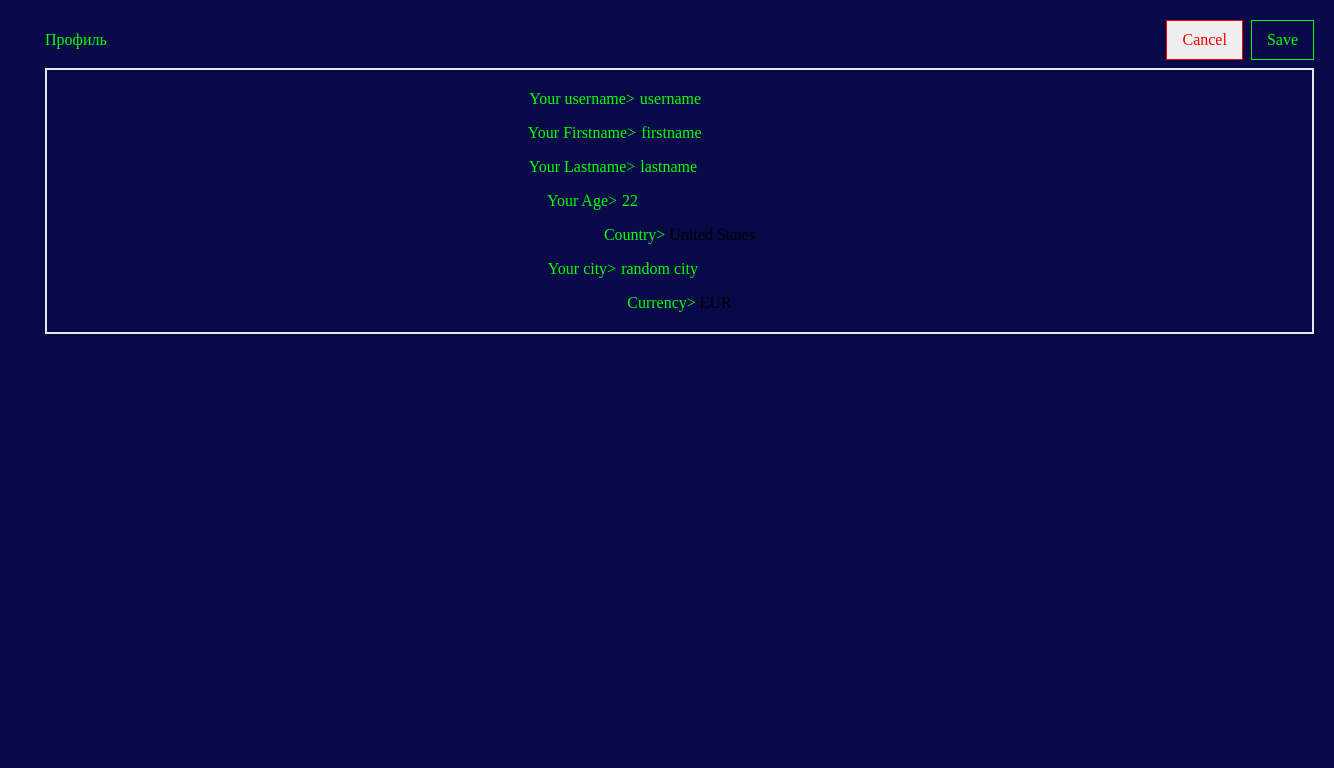 Профиль
Cancel Save
Your username> username
Your Firstname> firstname
Your Lastname> lastname
Your Age> 22
Country> United States
Your city> random city
Currency> EUR